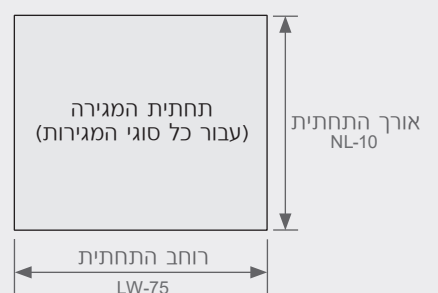 תחתית המגירה
(עבור כל סוגי המגירות)
אורך התחתית
NL-10
רוחב התחתית
LW-75